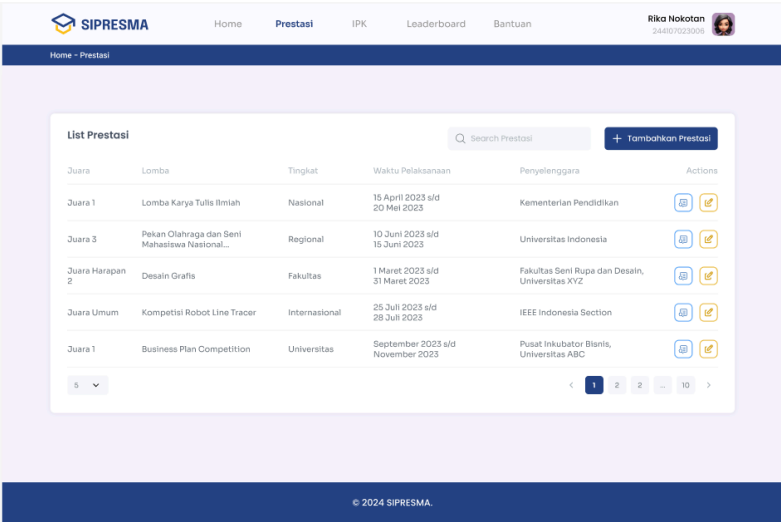 SIPRESMA
Home Prestasi IPK Leaderboard Bantuan
Rika Nokotan
244107023006
Home - Prestasi
List Prestasi
Search Prestasi
+ Tambahkan Prestasi
Juara Lomba Tingkat Waktu Pelaksanaan Penyelenggara Actions
Juara 1 Lomba Karya Tulis Ilmiah Nasional 15 April 2023 s/d
20 Mei 2023 Kementerian Pendidikan
Juara 3 Pekan Olahraga dan Seni
Mahasiswa Nasional... Regional 10 Juni 2023 s/d
15 Juni 2023 Universitas Indonesia
Juara Harapan
2 Desain Grafis Fakultas 1 Maret 2023 s/d
31 Maret 2023 Fakultas Seni Rupa dan Desain,
Universitas XYZ
Juara Umum Kompetisi Robot Line Tracer Internasional 25 Juli 2023 s/d
28 Juli 2023 IEEE Indonesia Section
Juara 1 Business Plan Competition Universitas September 2023 s/d
November 2023 Pusat Inkubator Bisnis,
Universitas ABC
5
< 1 2 2 ... 10 >
© 2024 SIPRESMA.